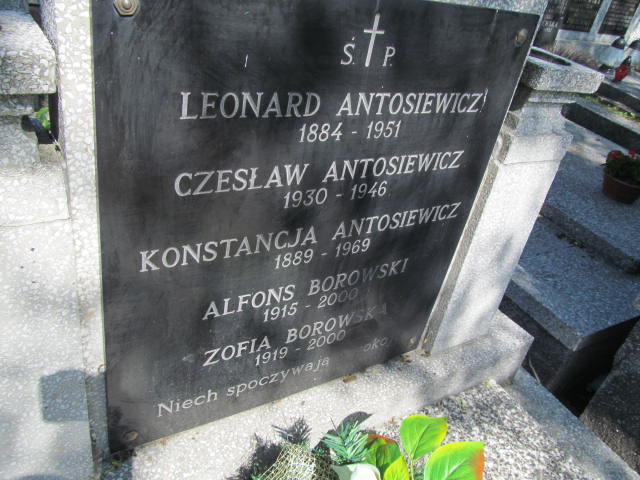 Ś. P.
LEONARD ANTOSIEWICZ
1884 - 1951
CZESŁAW ANTOSIEWICZ
1930 - 1946
KONSTANCJA ANTOSIEWICZ
1889 - 1969
ALFONS BOROWSKI
1915 - 2000
ZOFIA BOROWSKA
1919 - 2000
Niech spoczywają